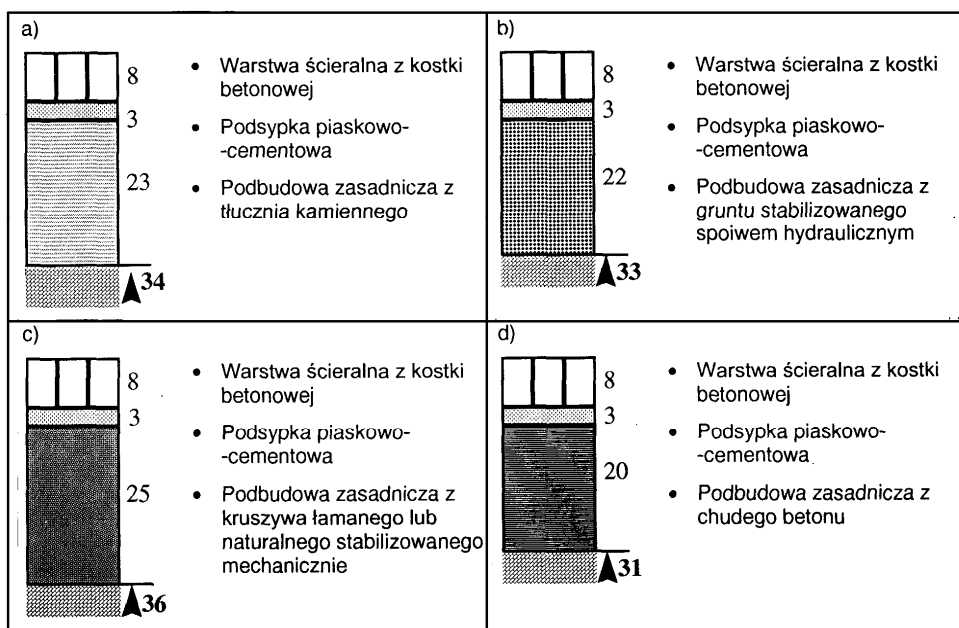 a)
8
3
23
34
• Warstwa ścieralna z kostki
betonowej
• Podsypka piaskowo-
-cementowa
• Podbudowa zasadnicza z
tłucznia kamiennego
b)
8
3
22
33
• Warstwa ścieralna z kostki
betonowej
• Podsypka piaskowo-
-cementowa
• Podbudowa zasadnicza z
gruntu stabilizowanego
spoiwem hydraulicznym
c)
8
3
25
36
• Warstwa ścieralna z kostki
betonowej
• Podsypka piaskowo-
-cementowa
• Podbudowa zasadnicza z
kruszywa łamanego lub
naturalnego stabilizowanego
mechanicznie
d)
8
3
20
31
• Warstwa ścieralna z kostki
betonowej
• Podsypka piaskowo-
-cementowa
• Podbudowa zasadnicza z
chudego betonu